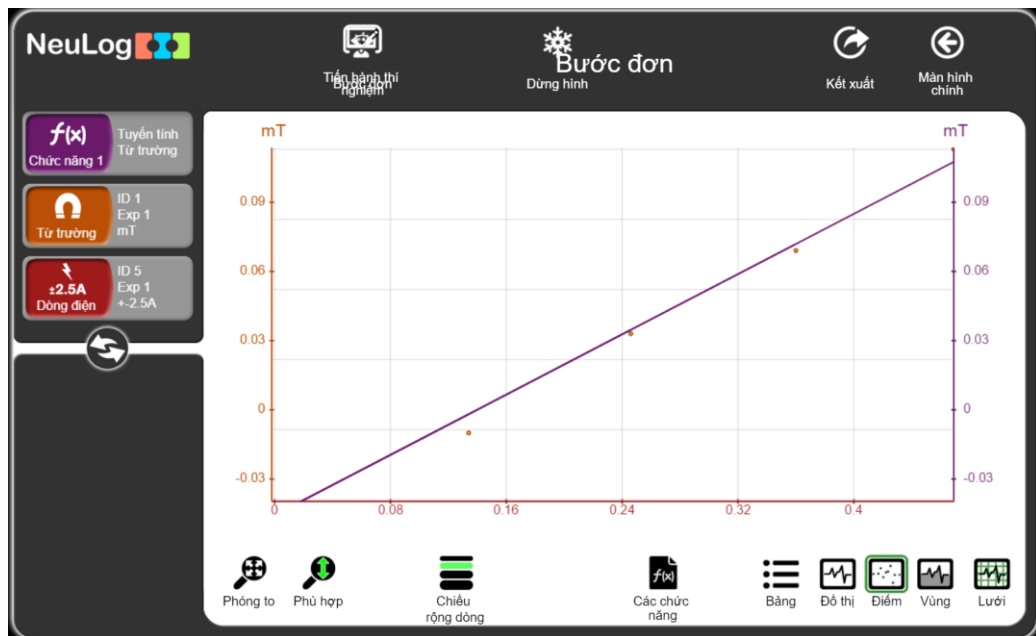 NeuLog
Tiến hành thí
nghiệm
Bước đơn
Dừng hình
Bước đơn
Kết xuất
Màn hình
chính
f(x)
Chức năng 1
Tuyến tính
Từ trường
Từ trường
ID 1
Exp 1
mT
±2.5A
Dòng điện
ID 5
Exp 1
+-2.5A
mT
mT
0.09
0.09
0.06
0.06
0.03
0.03
0
0
-0.03
-0.03
0
0.08
0.16
0.24
0.32
0.4
Phóng to
Phù hợp
Chiều
rộng dòng
f(x)
Các chức
năng
Bảng
Đồ thị
Điểm
Vùng
Lưới